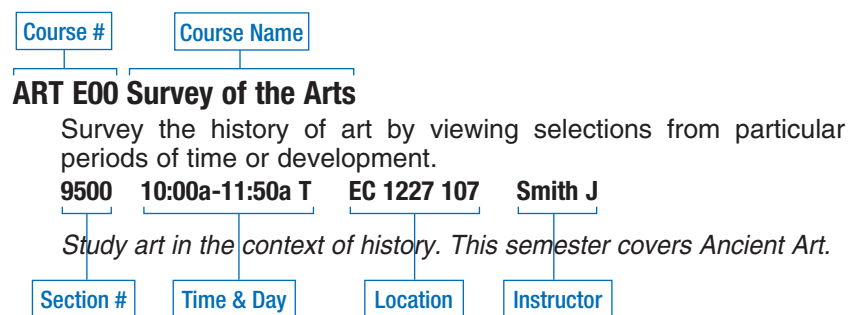 Course # Course Name
ART E00 Survey of the Arts
Survey the history of art by viewing selections from particular
periods of time or development.
9500 10:00a-11:50a T EC 1227 107 Smith J
Study art in the context of history. This semester covers Ancient Art.
Section # Time & Day Location Instructor